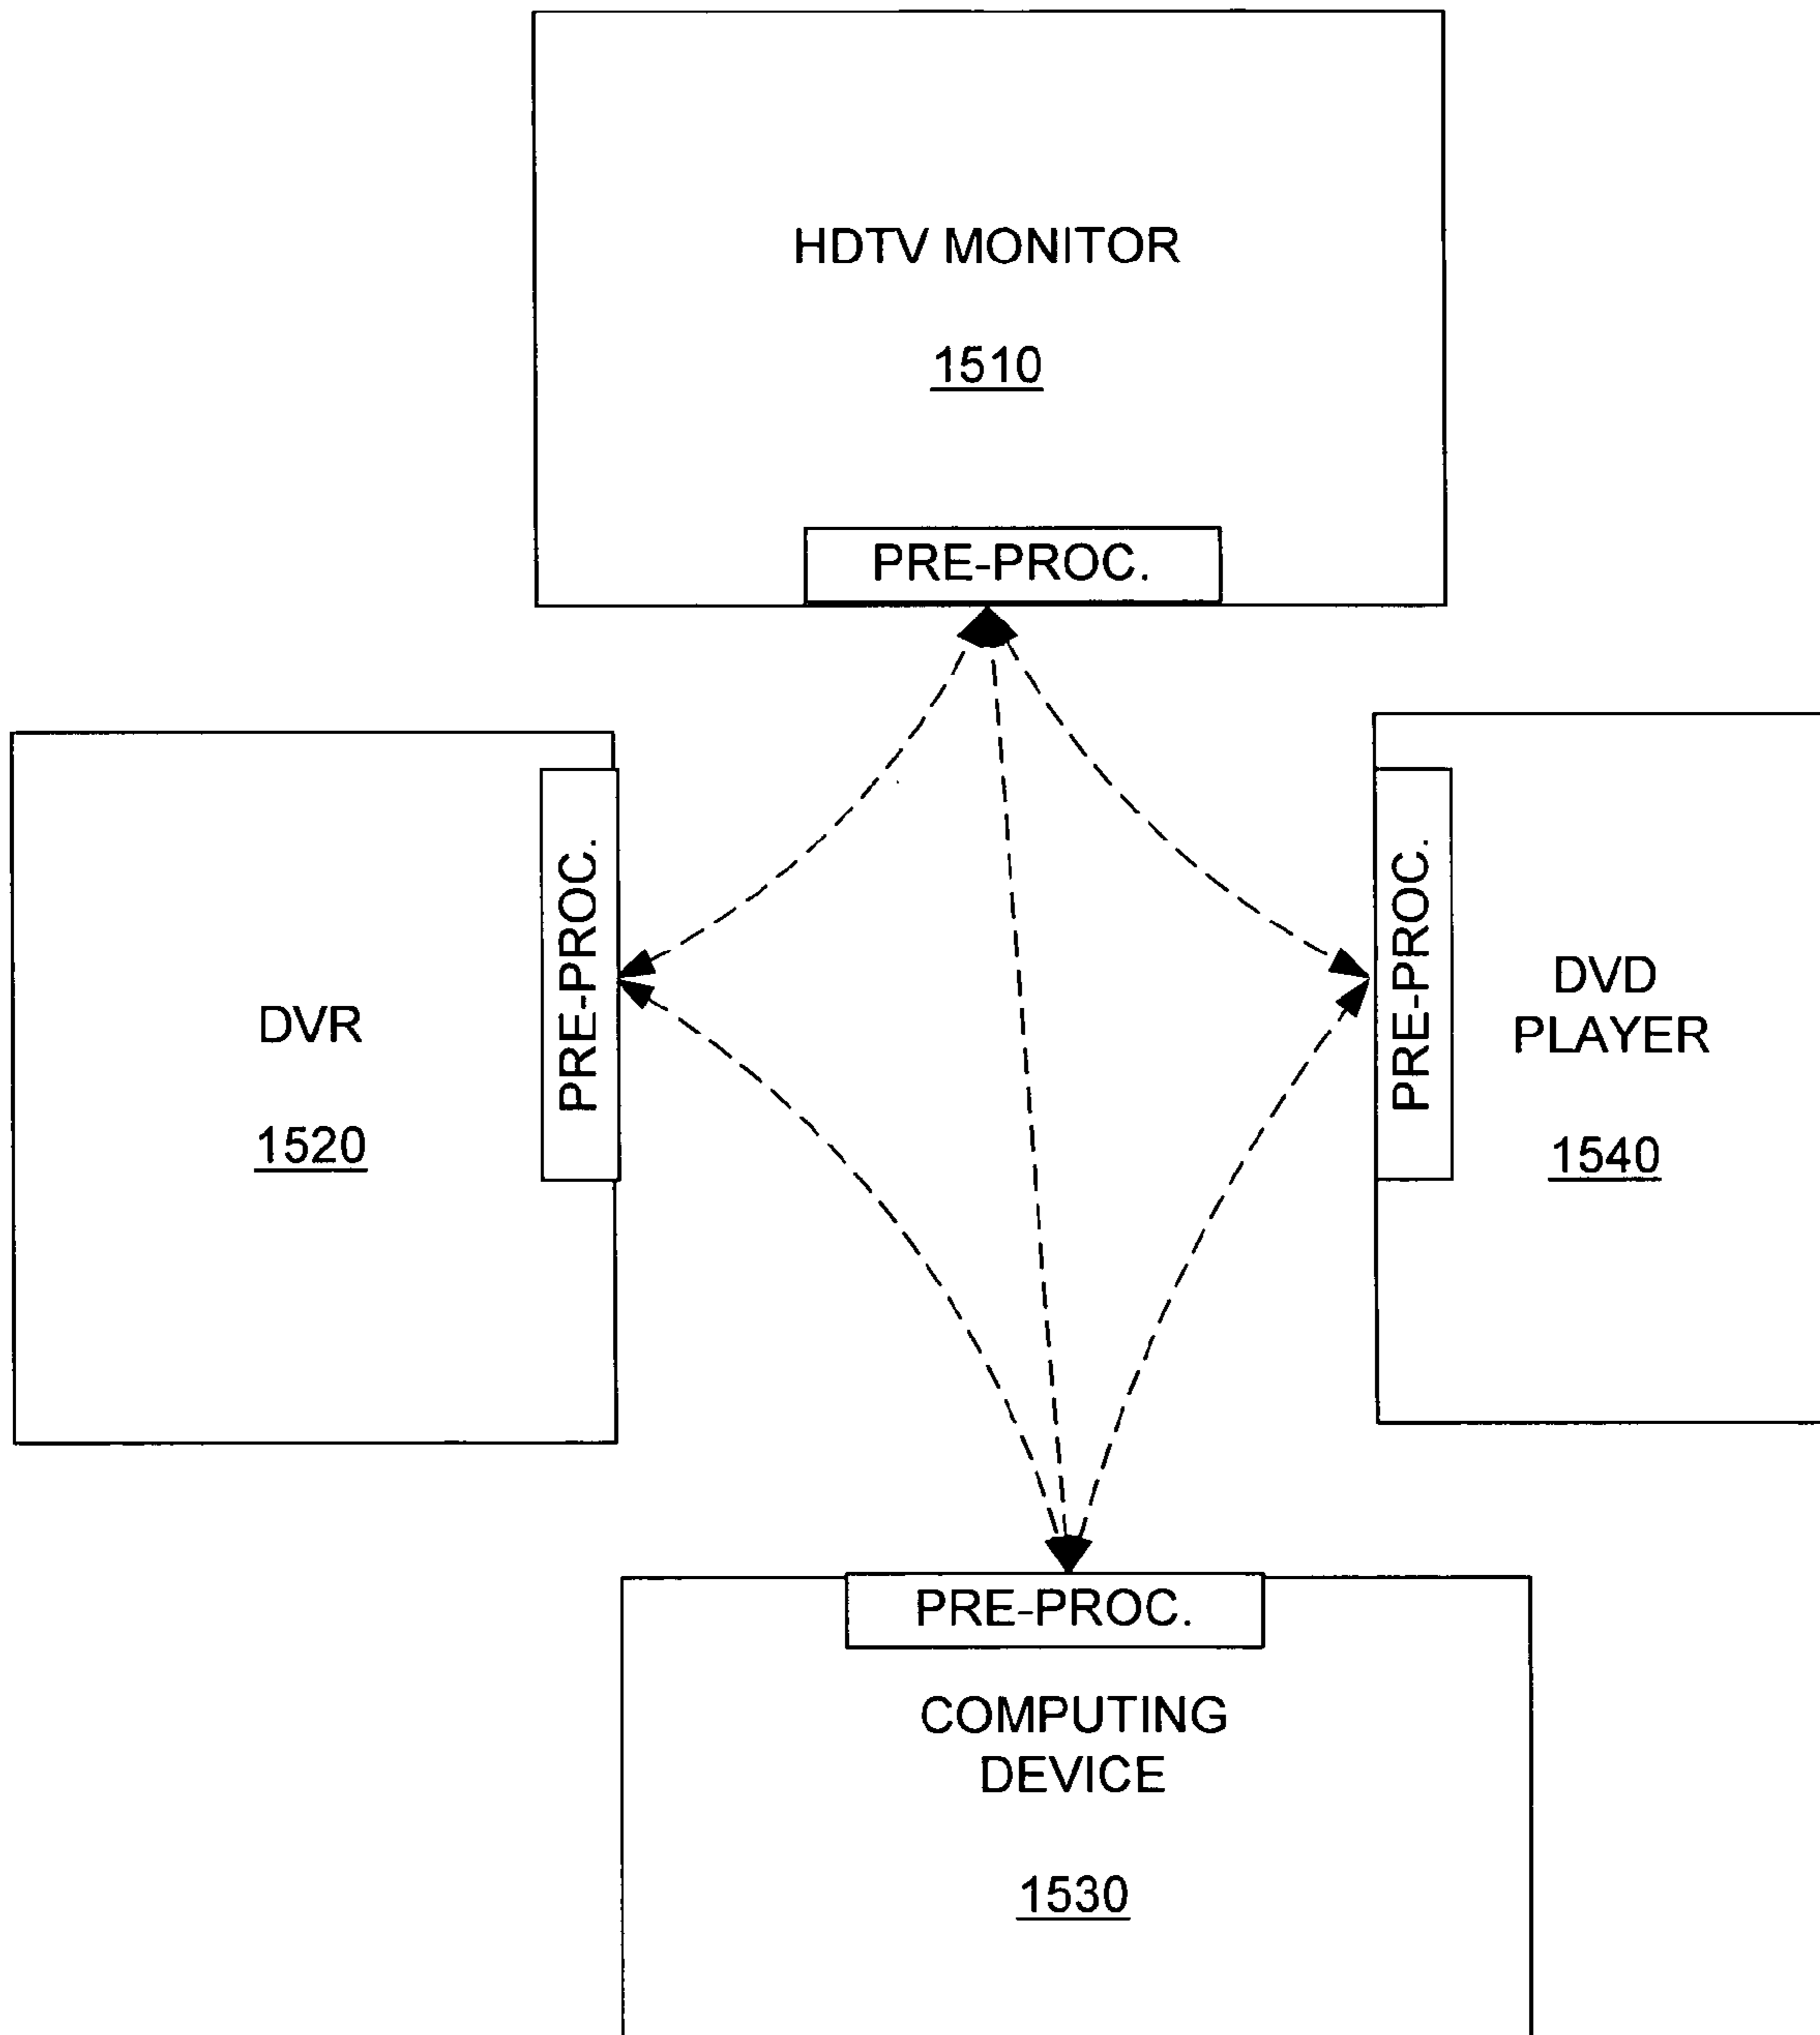 HDTV MONITOR
1510
PRE-PROC.
DVR
1520
PRE-PROC.
PRE-PROC.
DVD
PLAYER
1540
PRE-PROC.
COMPUTING
DEVICE
1530